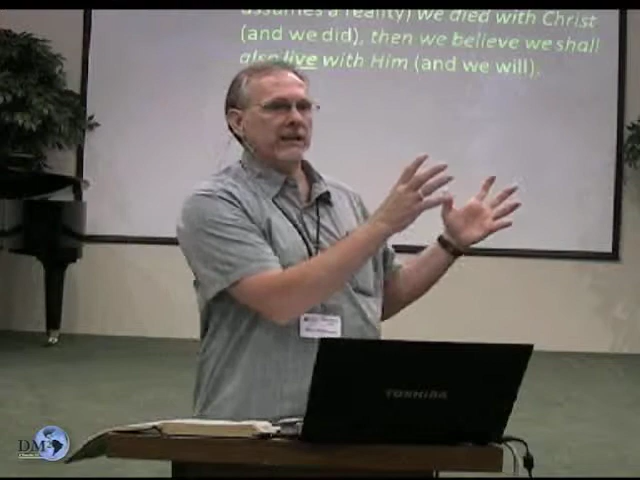 assumes a reality) we died with Christ
(and we did), then we believe we shall
also live with Him (and we will).
TOSHIBA
DM2